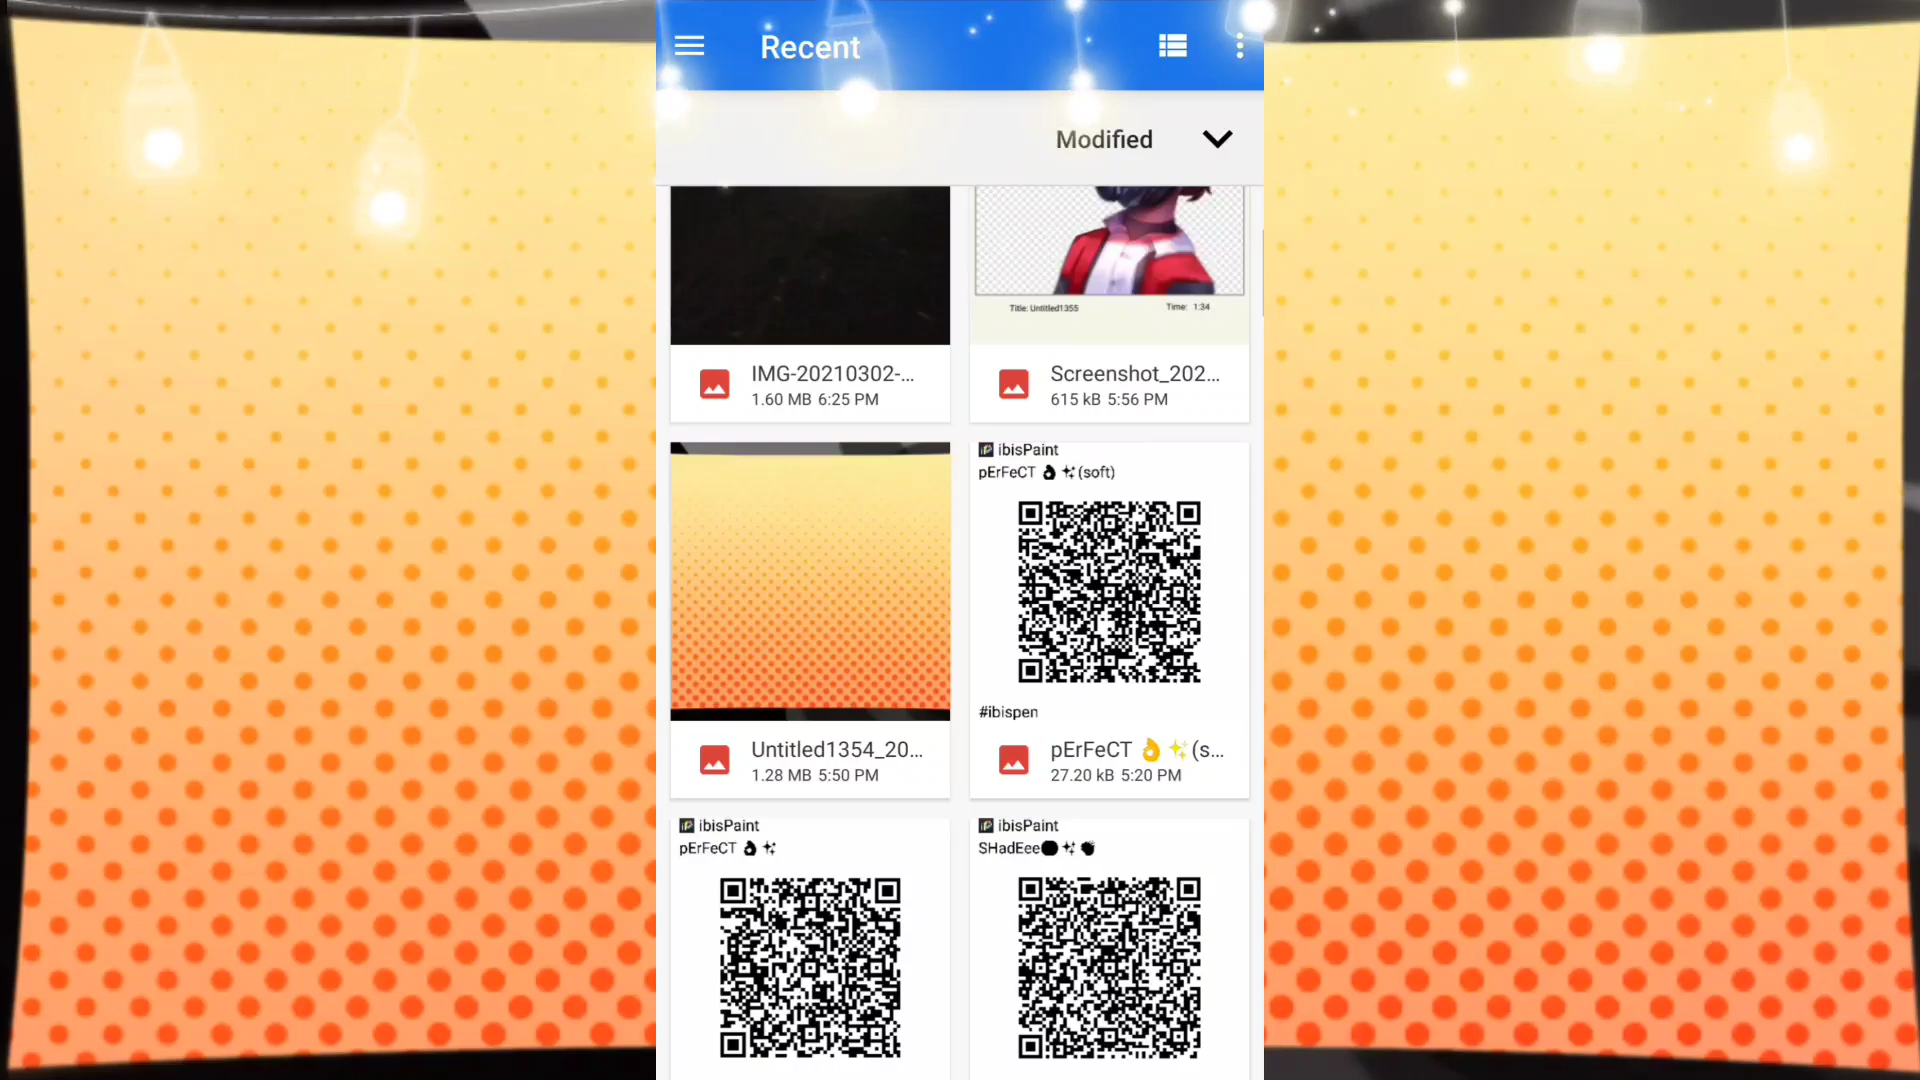 Recent
Modified
Title: Untitled1355 Time: 1:34
IMG-20210302-...
1.60 MB 6:25 PM
Screenshot_202...
615 kB 5:56 PM
ibisPaint
pErFeCT 👌✨(soft)
#ibispen
Untitled1354_20...
1.28 MB 5:50 PM
pErFeCT 👌✨(s...
27.20 kB 5:20 PM
ibisPaint
pErFeCT 👌✨
ibisPaint
SHadEee⚫✨👏